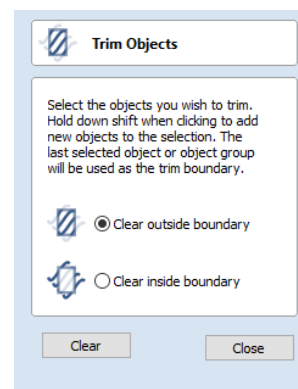 Trim Objects
Select the objects you wish to trim.
Hold down shift when clicking to add
new objects to the selection. The
last selected object or object group
will be used as the trim boundary.
Clear outside boundary
Clear inside boundary
Clear
Close